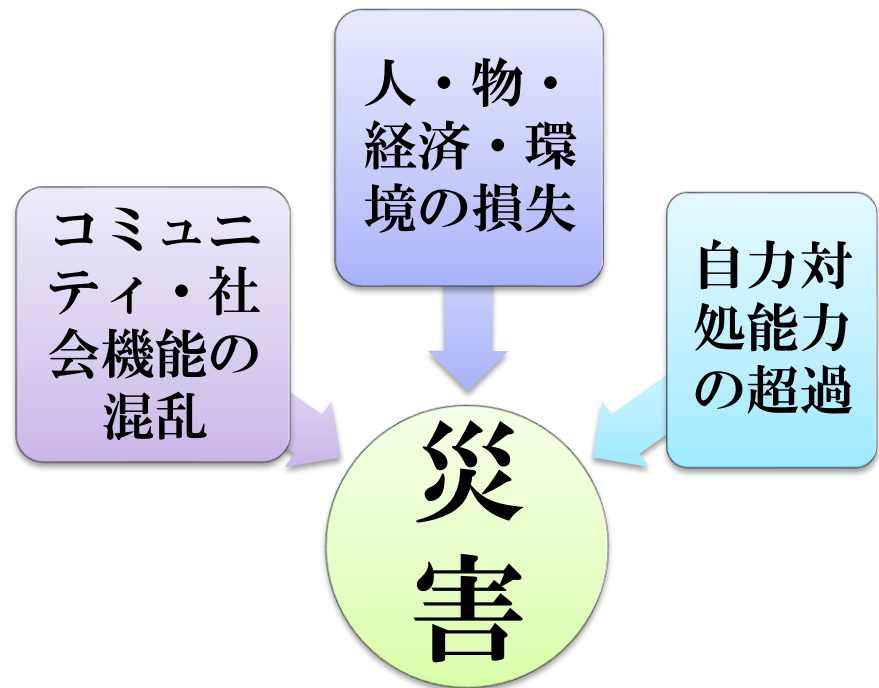 人・物・
経済・環
境の損失
コミュニ
ティ・社
会機能の
混乱
自力対
処能力
の超過
災
害